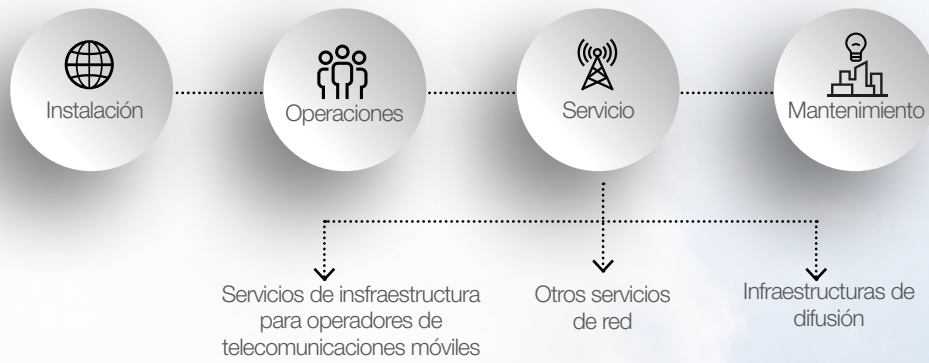 Instalación
Operaciones
Servicio
Mantenimiento
Servicios de insfraestructura
para operadores de
telecomunicaciones móviles
Otros servicios
de red
Infraestructuras de
difusión